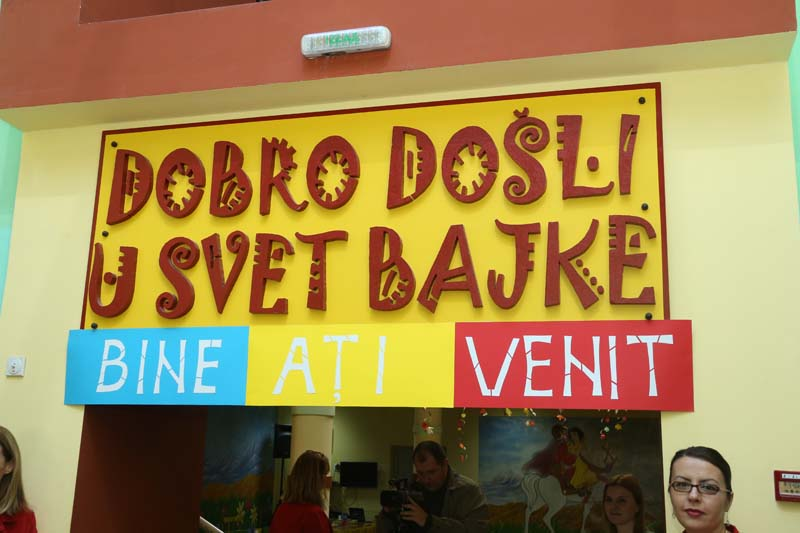 DOBRO DOŠLI
U SVET BAJKE
BINE AȚI VENIT